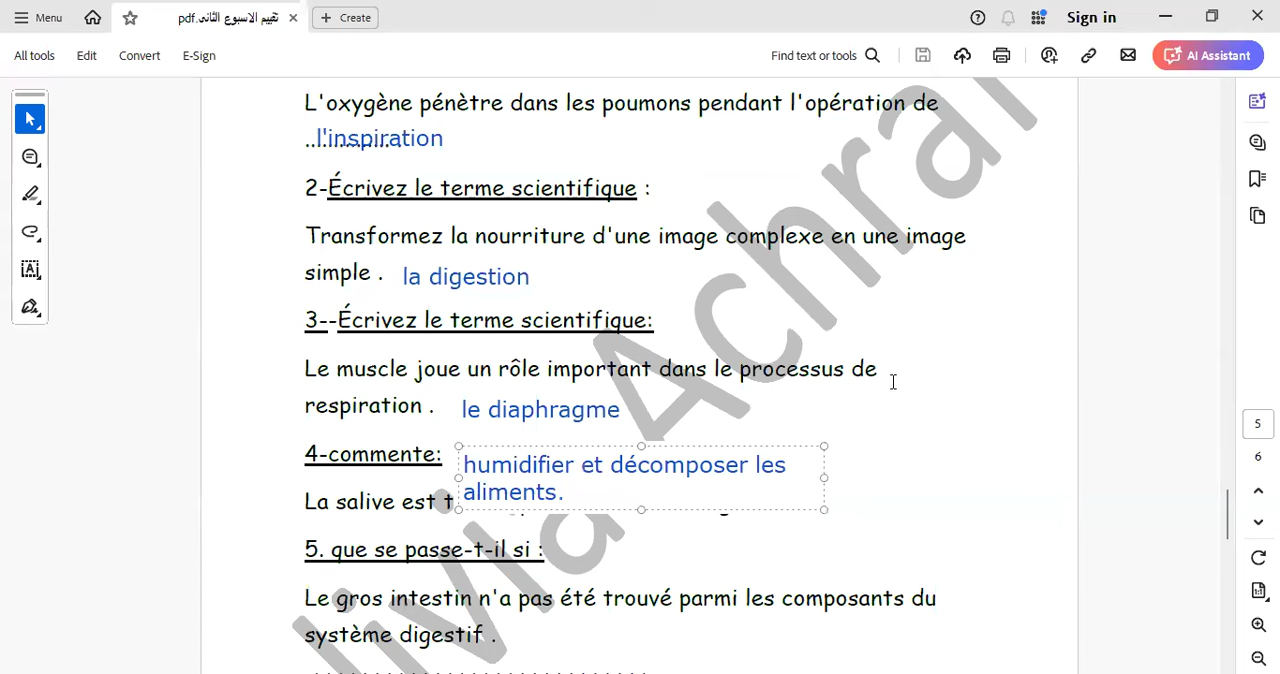 Menu
تقييم الاسبوع الثانى.pdf
Create
Sign in
All tools
Edit
Convert
E-Sign
Find text or tools
AI Assistant
L'oxygène pénètre dans les poumons pendant l'opération de
l'inspiration
2-Écrivez le terme scientifique :
Transformez la nourriture d'une image complexe en une image
simple . la digestion
3--Écrivez le terme scientifique:
Le muscle joue un rôle important dans le processus de
respiration . le diaphragme
4-commente:
humidifier et décomposer les
aliments.
La salive est
5. que se passe-t-il si :
Le gros intestin n'a pas été trouvé parmi les composants du
système digestif .
5
6